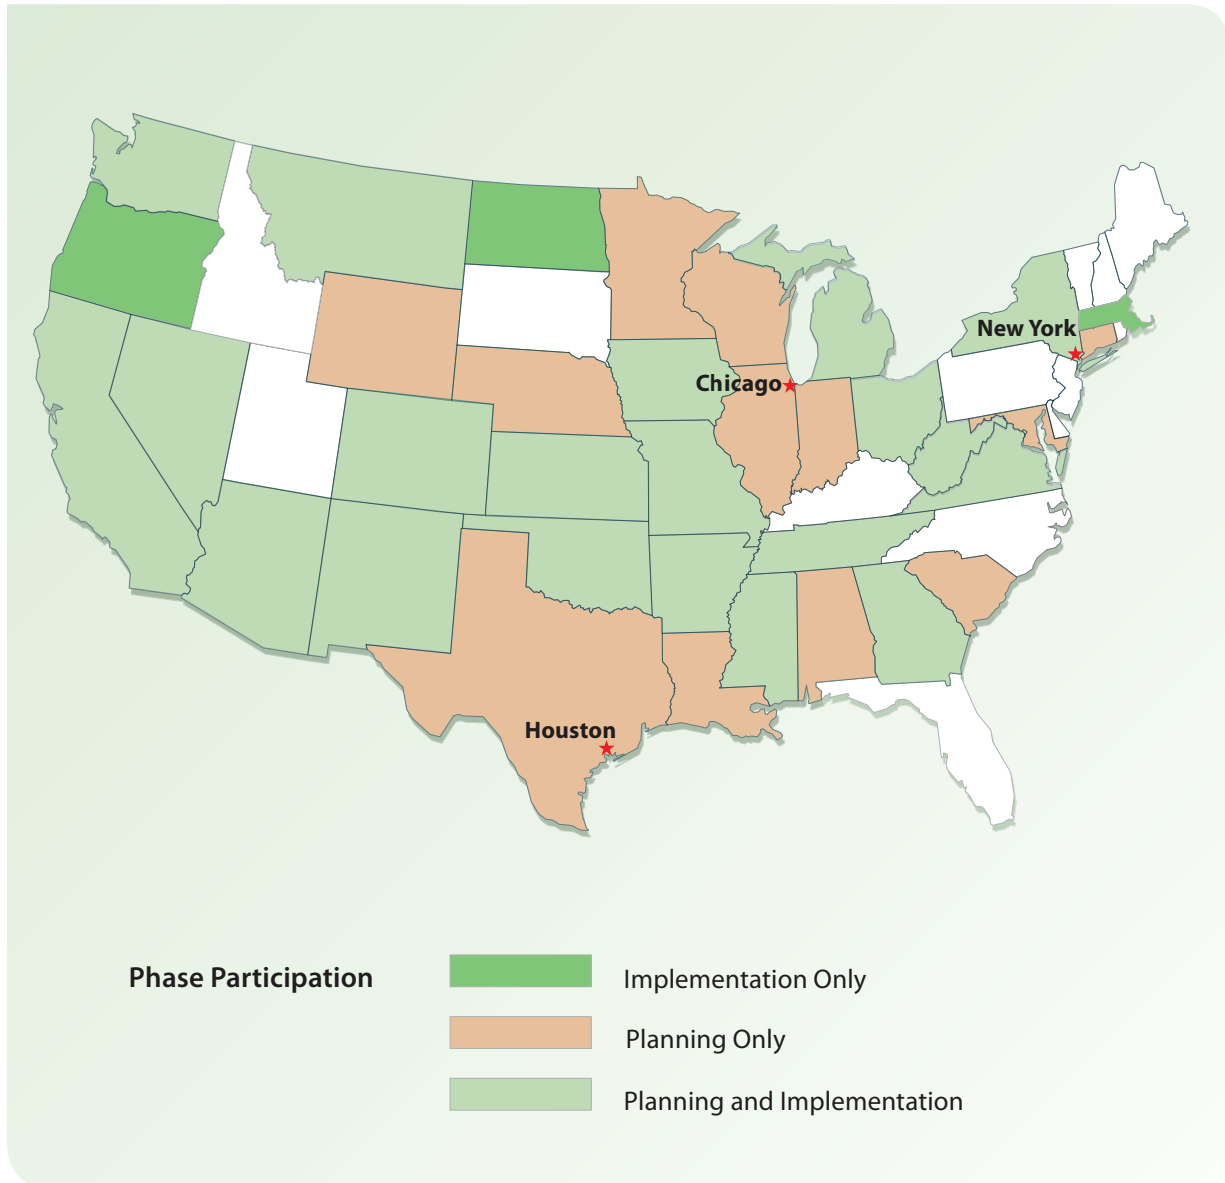 New York
Chicago
Houston
Phase Participation
Implementation Only
Planning Only
Planning and Implementation